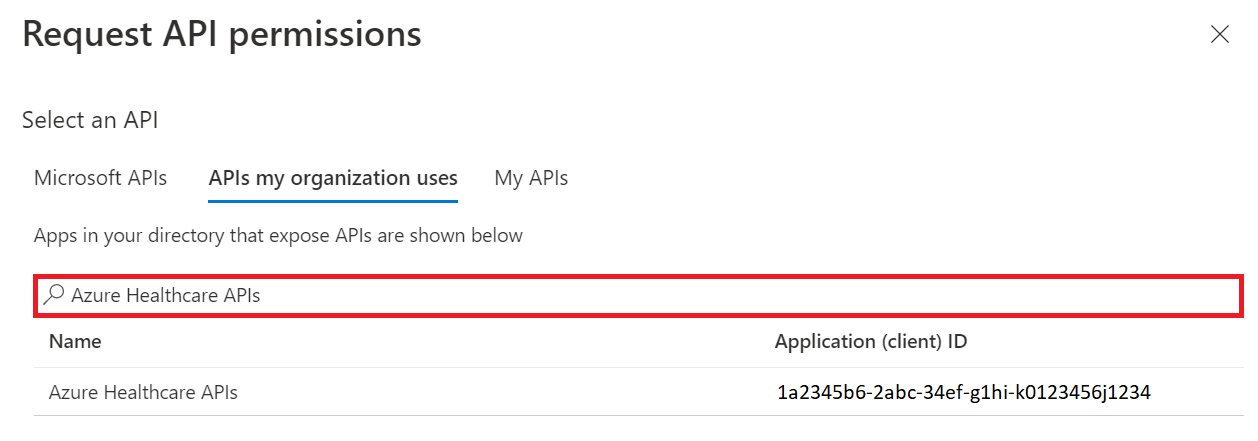 Request API permissions
Select an API
Microsoft APIs APIs my organization uses My APIs
Apps in your directory that expose APIs are shown below
Azure Healthcare APIs
Name Application (client) ID
Azure Healthcare APIs 1a2345b6-2abc-34ef-g1hi-k0123456j1234